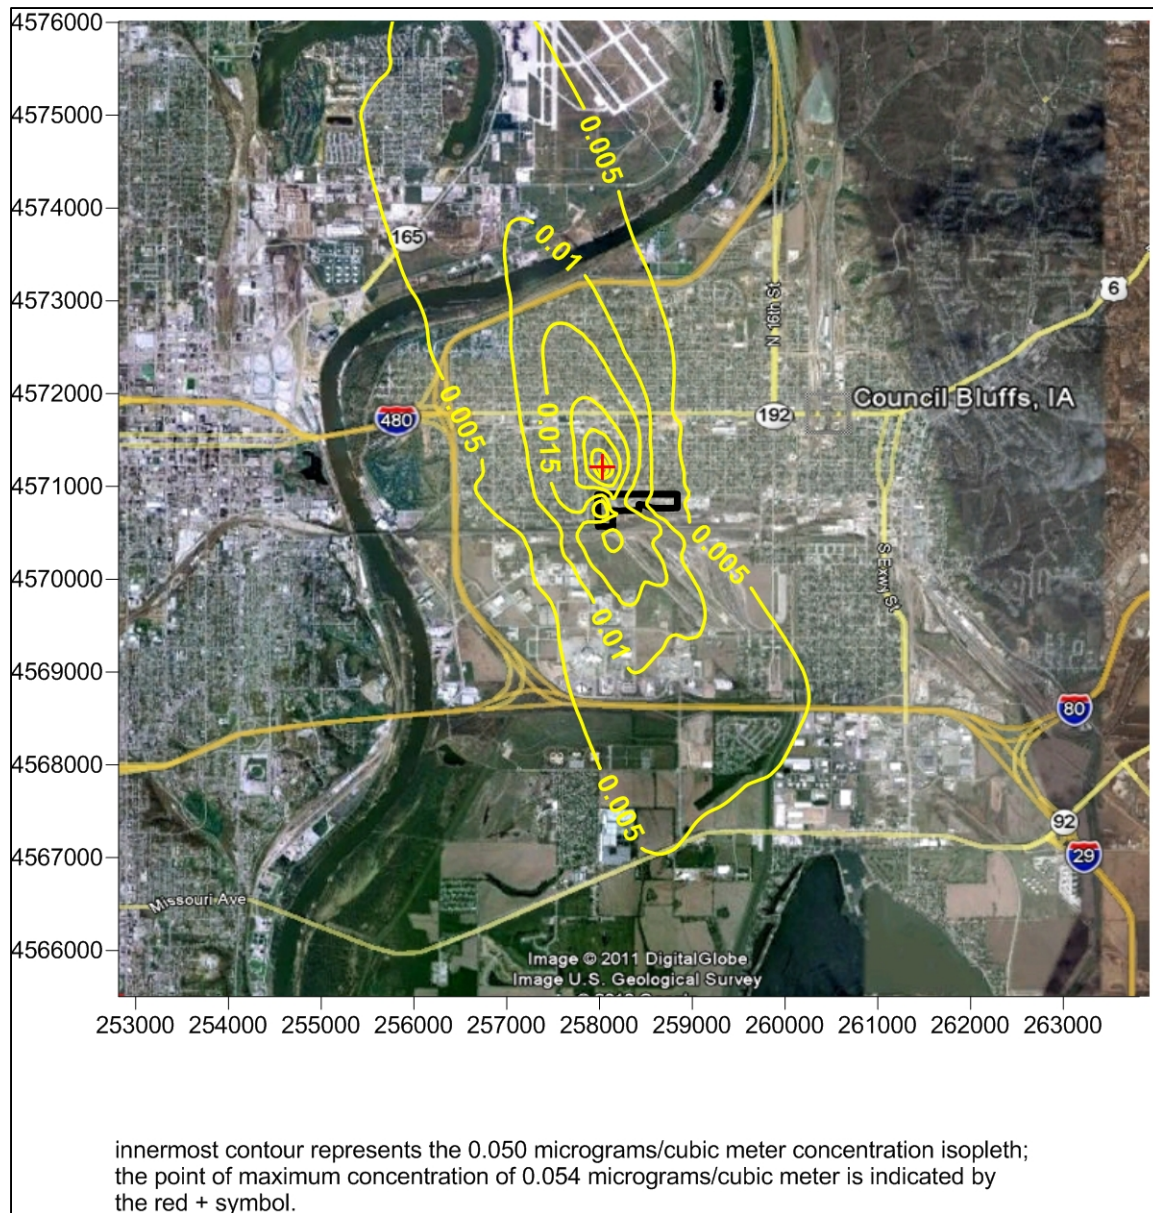 4576000
4575000
0.005
4574000
165
0.01
N 16th St
4573000
6
4572000
480
0.005
192
Council Bluffs, IA
0.015
4571000
0.005
S Expy St
4570000
0.01
4569000
80
4568000
0.005
92
4567000
29
Missouri Ave
4566000
Image © 2011 DigitalGlobe
Image U.S. Geological Survey
253000 254000 255000 256000 257000 258000 259000 260000 261000 262000 263000
innermost contour represents the 0.050 micrograms/cubic meter concentration isopleth;
the point of maximum concentration of 0.054 micrograms/cubic meter is indicated by
the red + symbol.